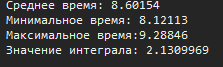 Среднее время: 8.60154
Минимальное время: 8.12113
Максимальное время:9.28846
Значение интеграла: 2.1309969